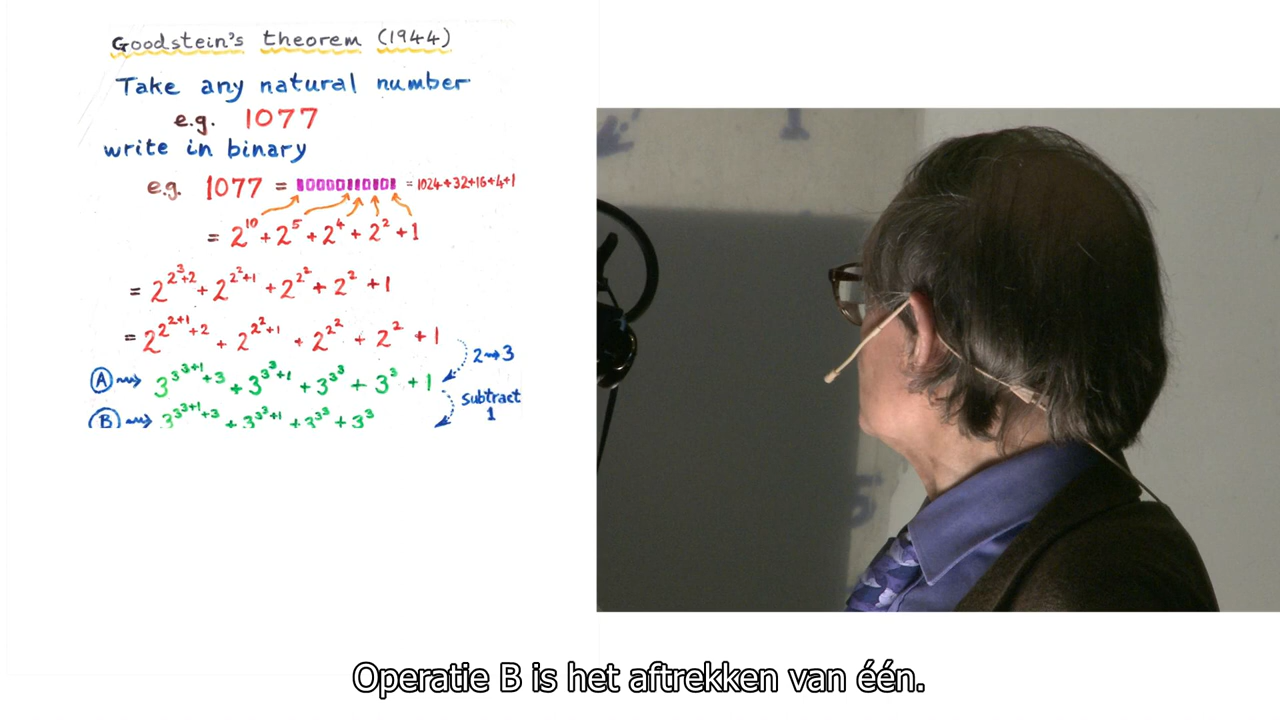 Goodstein's theorem (1944)
Take any natural number
e.g. 1077
write in binary
e.g. 1077 = 10000110101 = 1024+32+16+4+1
= 2^10 + 2^5 + 2^4 + 2^2 + 1
= 2^{2^3+2} + 2^{2^2+1} + 2^{2^2} + 2^2 + 1
= 2^{2^{2+1}+2} + 2^{2^2+1} + 2^{2^2} + 2^2 + 1
2⇝3
Ⓐ ⇝ 3^{3^{3+1}+3} + 3^{3^3+1} + 3^{3^3} + 3^3 + 1
subtract
1
Ⓑ ⇝ 3^{3^{3+1}+3} + 3^{3^3+1} + 3^{3^3} + 3^3
Operatie B is het aftrekken van één.